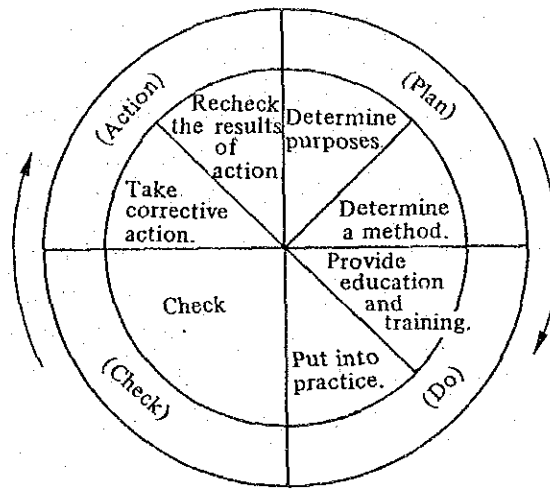 (Plan)
Determine
purposes.
Determine
a method.
(Do)
Provide
education
and
training.
Put into
practice.
(Check)
Check
(Action)
Take
corrective
action.
Recheck
the results
of
action